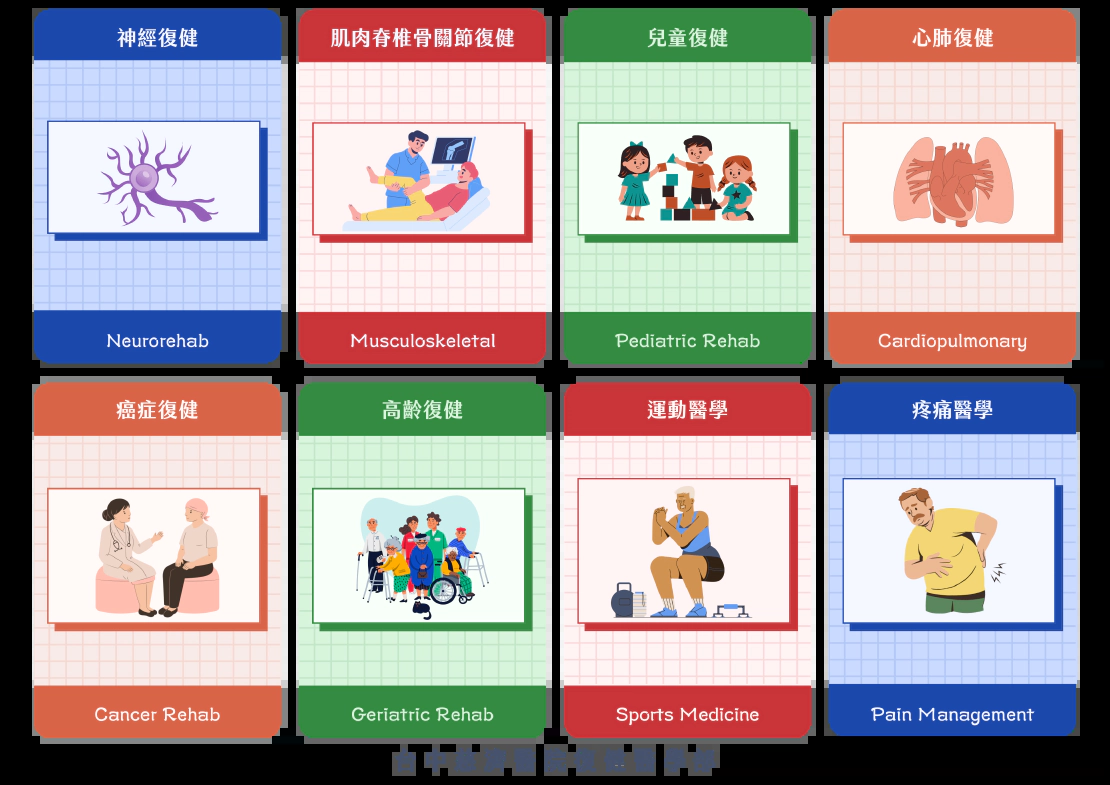 神經復健
肌肉脊椎骨關節復健
兒童復健
心肺復健
Neurorehab
Musculoskeletal
Pediatric Rehab
Cardiopulmonary
癌症復健
高齡復健
運動醫學
疼痛醫學
Cancer Rehab
Geriatric Rehab
Sports Medicine
Pain Management